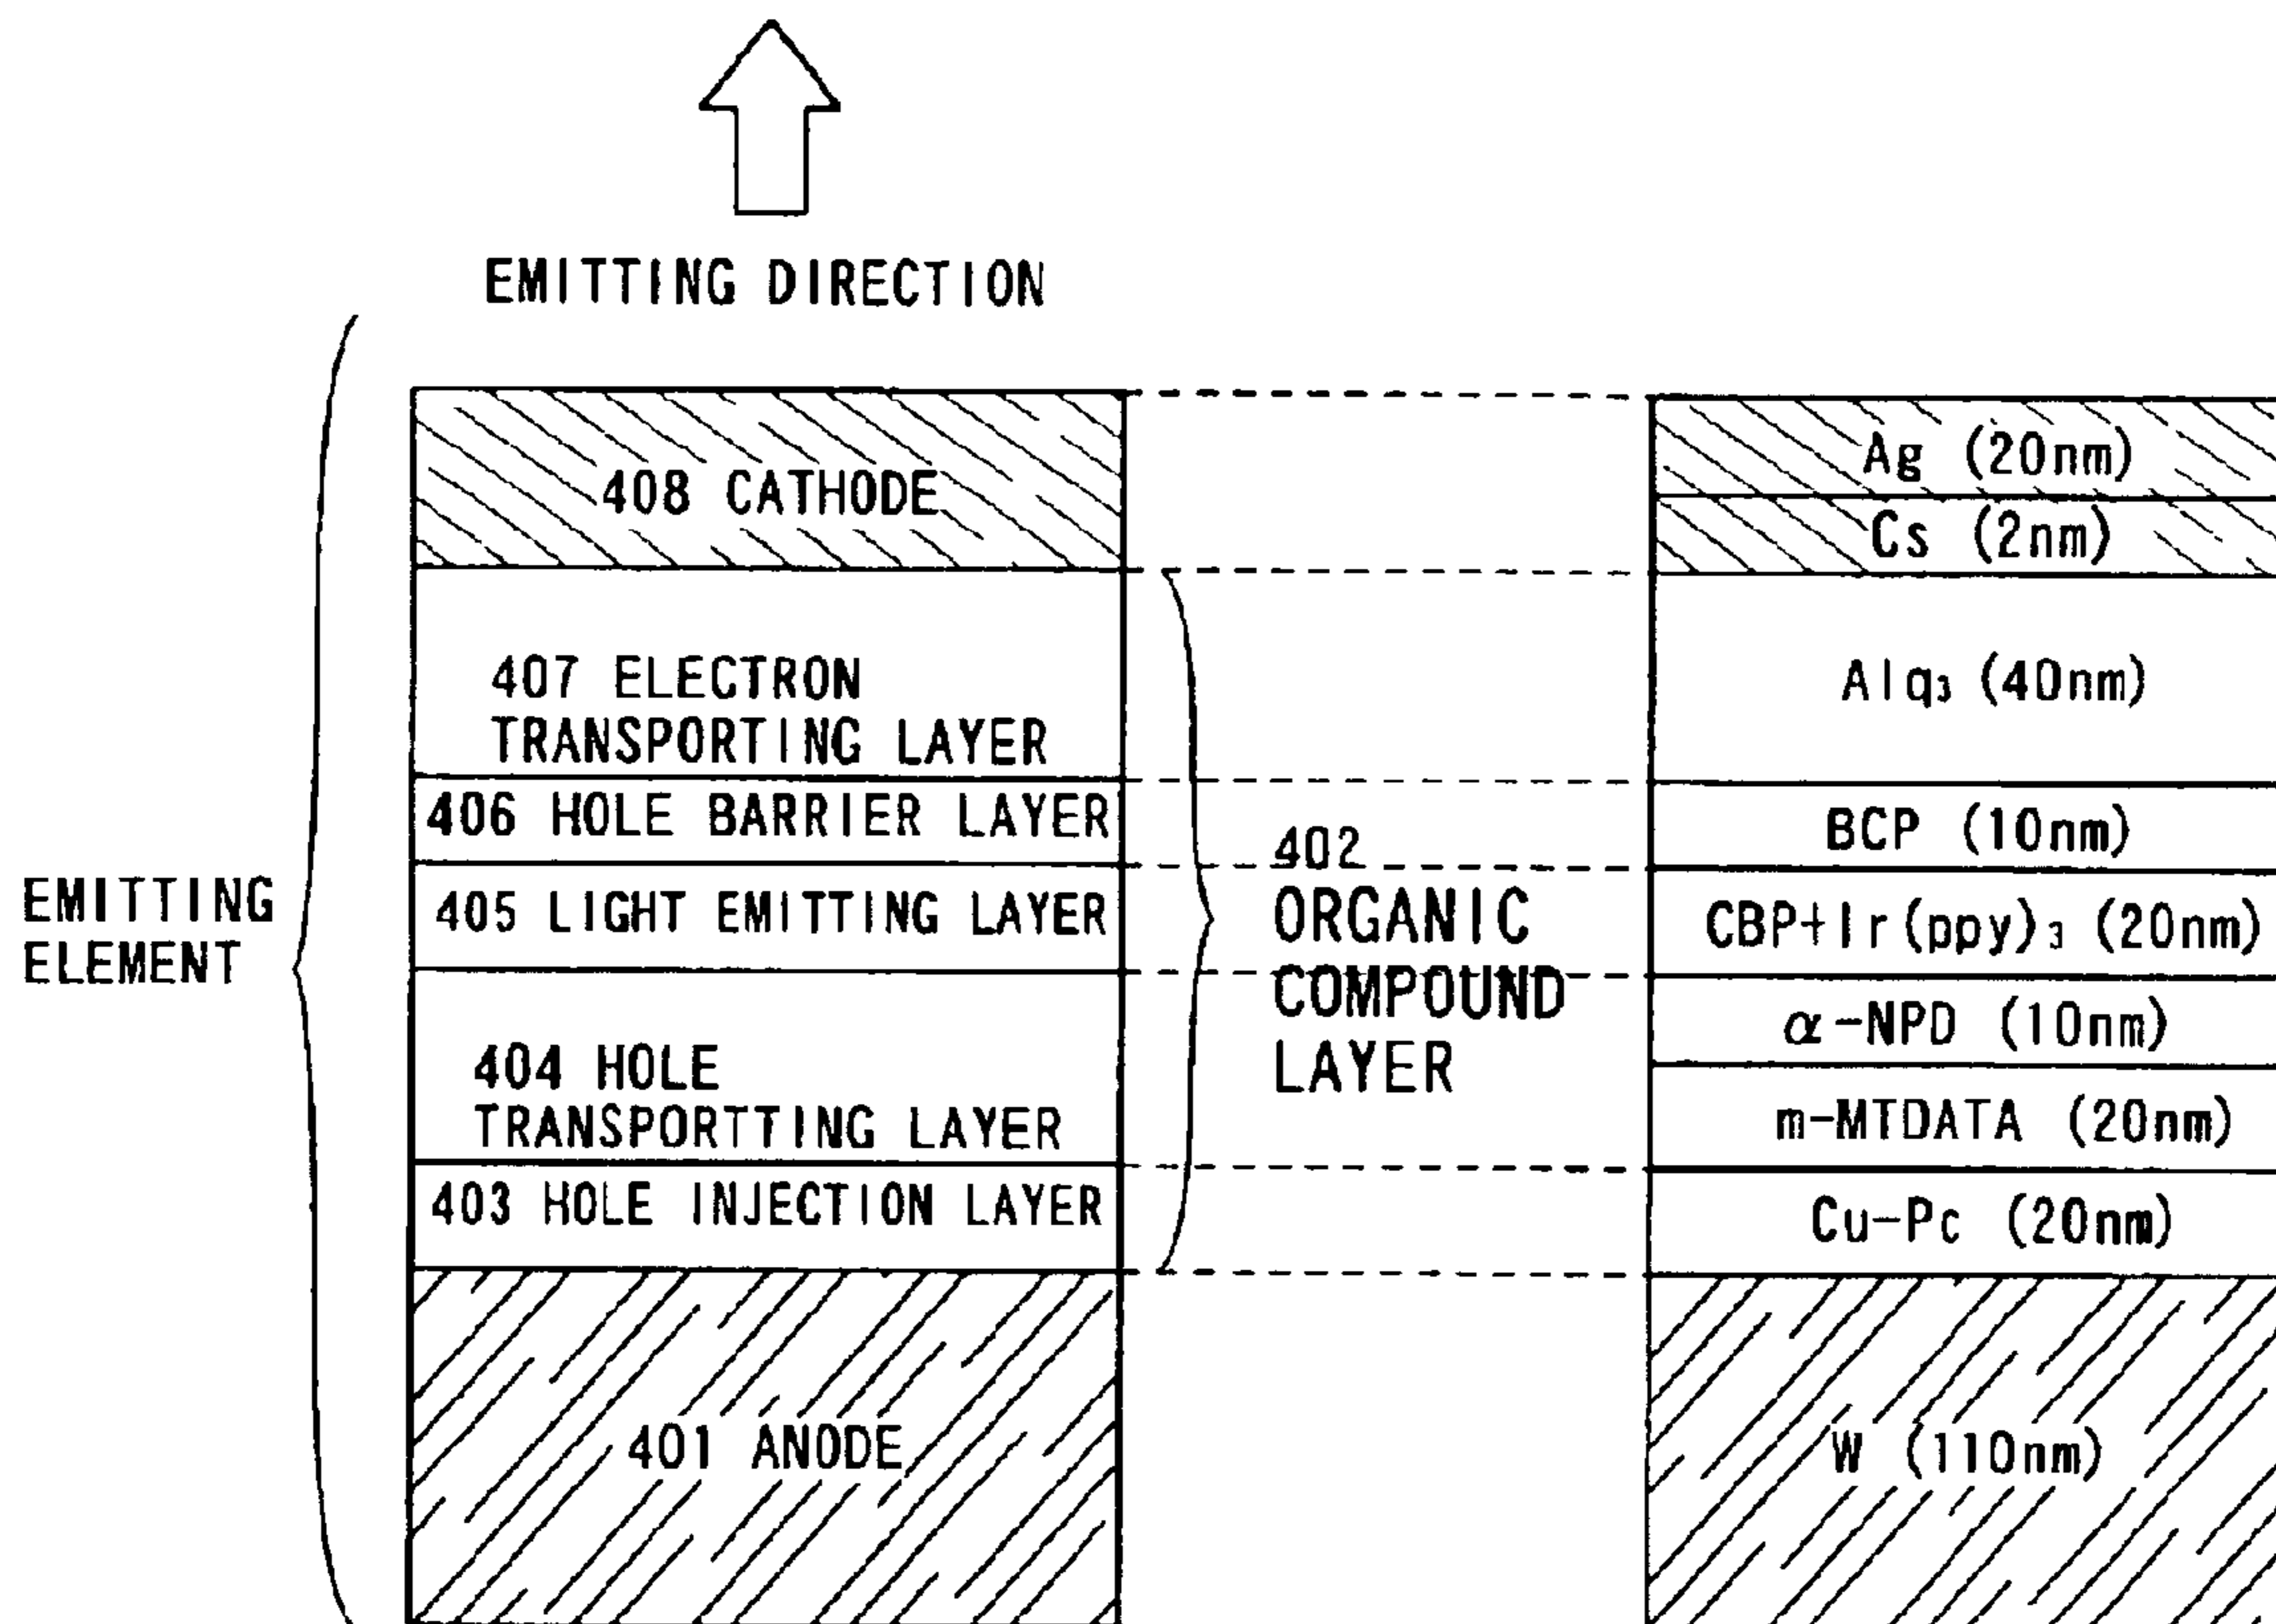 EMITTING DIRECTION
EMITTING
ELEMENT
408 CATHODE
407 ELECTRON
TRANSPORTING LAYER
406 HOLE BARRIER LAYER
405 LIGHT EMITTING LAYER
404 HOLE
TRANSPORTTING LAYER
403 HOLE INJECTION LAYER
401 ANODE
402
ORGANIC
COMPOUND
LAYER
Ag (20nm)
Cs (2nm)
Alq₃ (40nm)
BCP (10nm)
CBP+Ir(ppy)₃ (20nm)
α-NPD (10nm)
m-MTDATA (20nm)
Cu-Pc (20nm)
W (110nm)